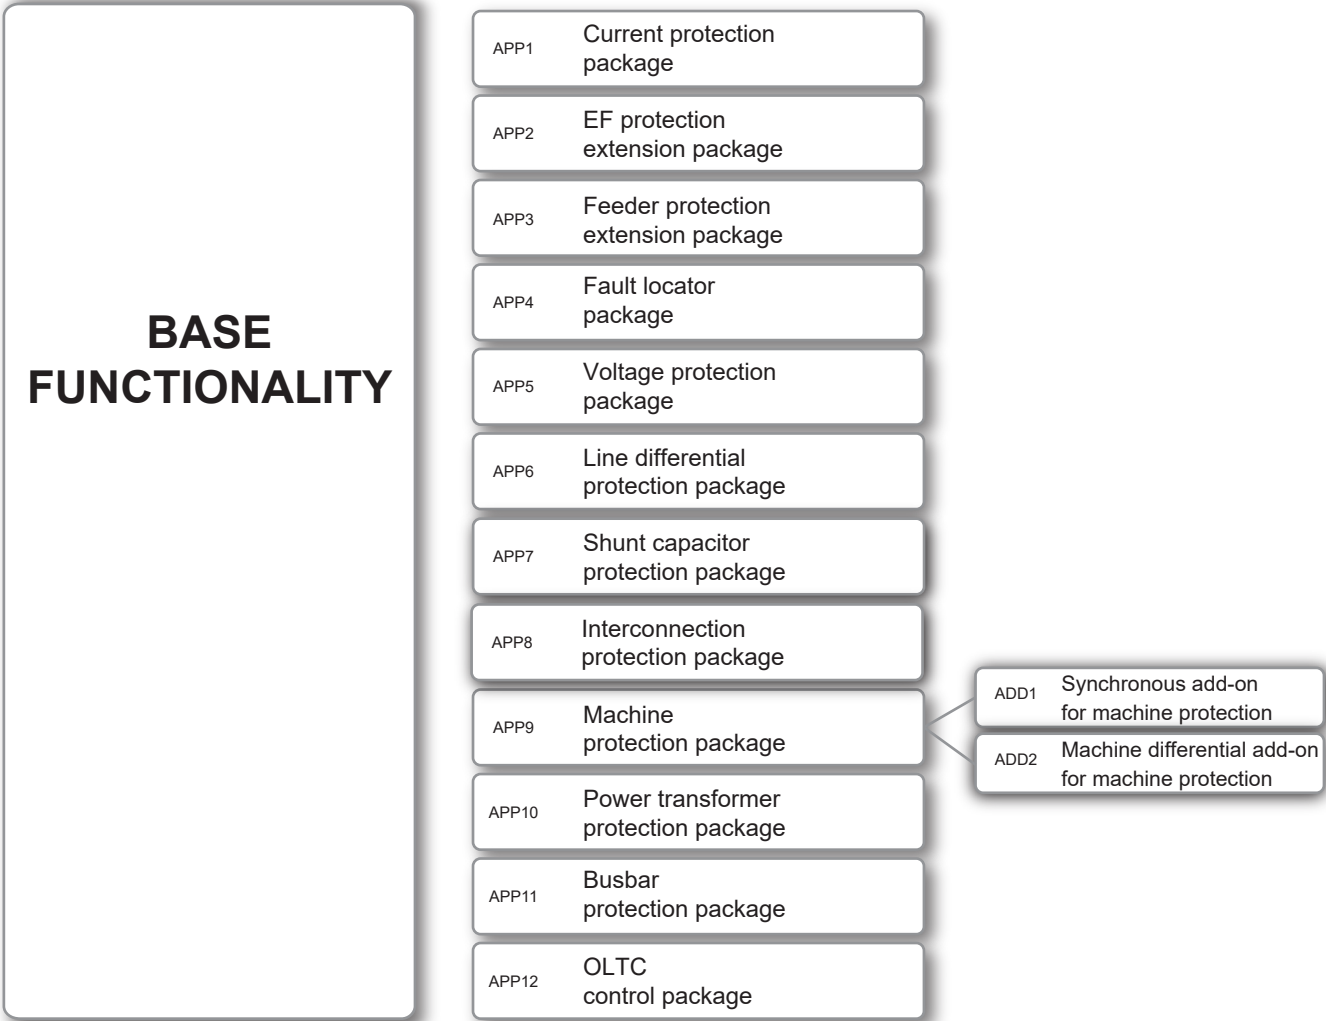 BASE
FUNCTIONALITY
APP1
Current protection
package
APP2
EF protection
extension package
APP3
Feeder protection
extension package
APP4
Fault locator
package
APP5
Voltage protection
package
APP6
Line differential
protection package
APP7
Shunt capacitor
protection package
APP8
Interconnection
protection package
APP9
Machine
protection package
ADD1
Synchronous add-on
for machine protection
ADD2
Machine differential add-on
for machine protection
APP10
Power transformer
protection package
APP11
Busbar
protection package
APP12
OLTC
control package